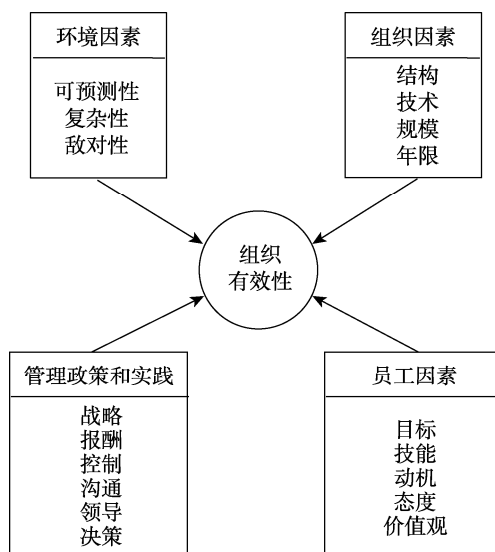 环境因素
可预测性
复杂性
敌对性
组织因素
结构
技术
规模
年限
组织
有效性
管理政策和实践
战略
报酬
控制
沟通
领导
决策
员工因素
目标
技能
动机
态度
价值观